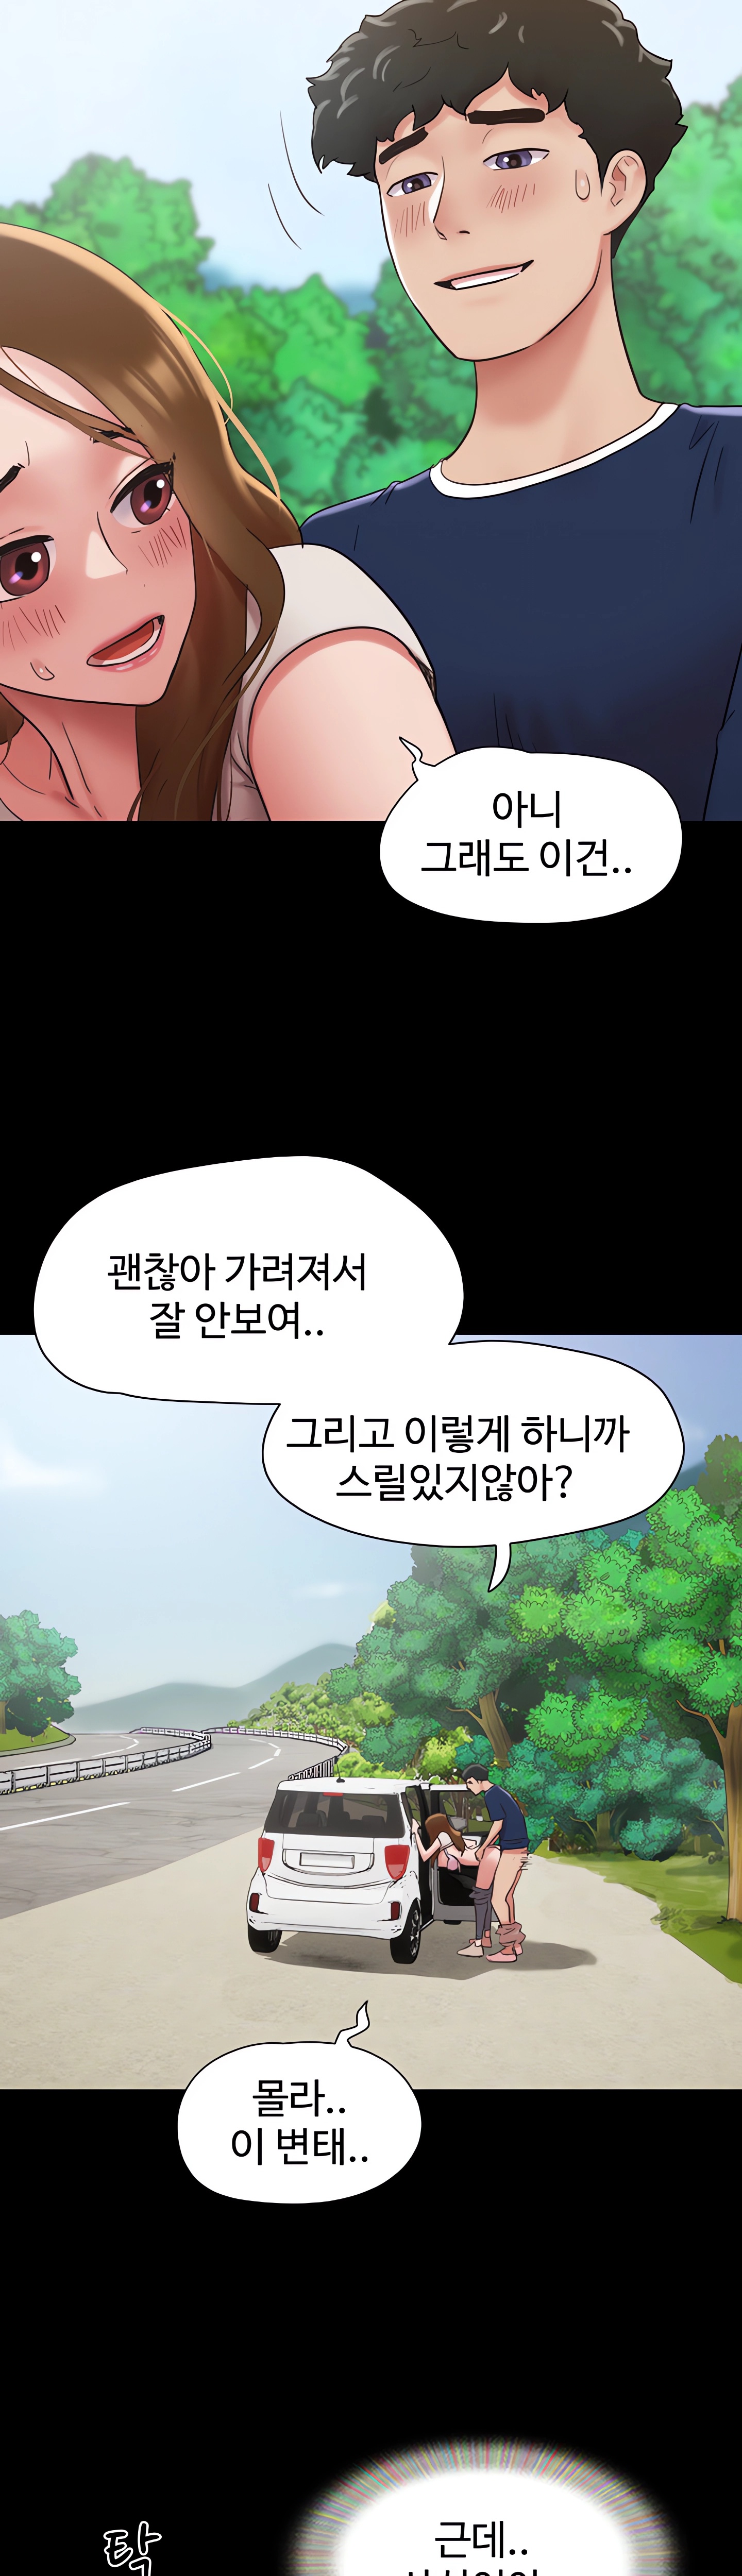 아니
그래도 이건..
괜찮아 가려져서
잘 안보여..
그리고 이렇게 하니까
스릴있지않아?
몰라..
이 변태..
탁
근데..